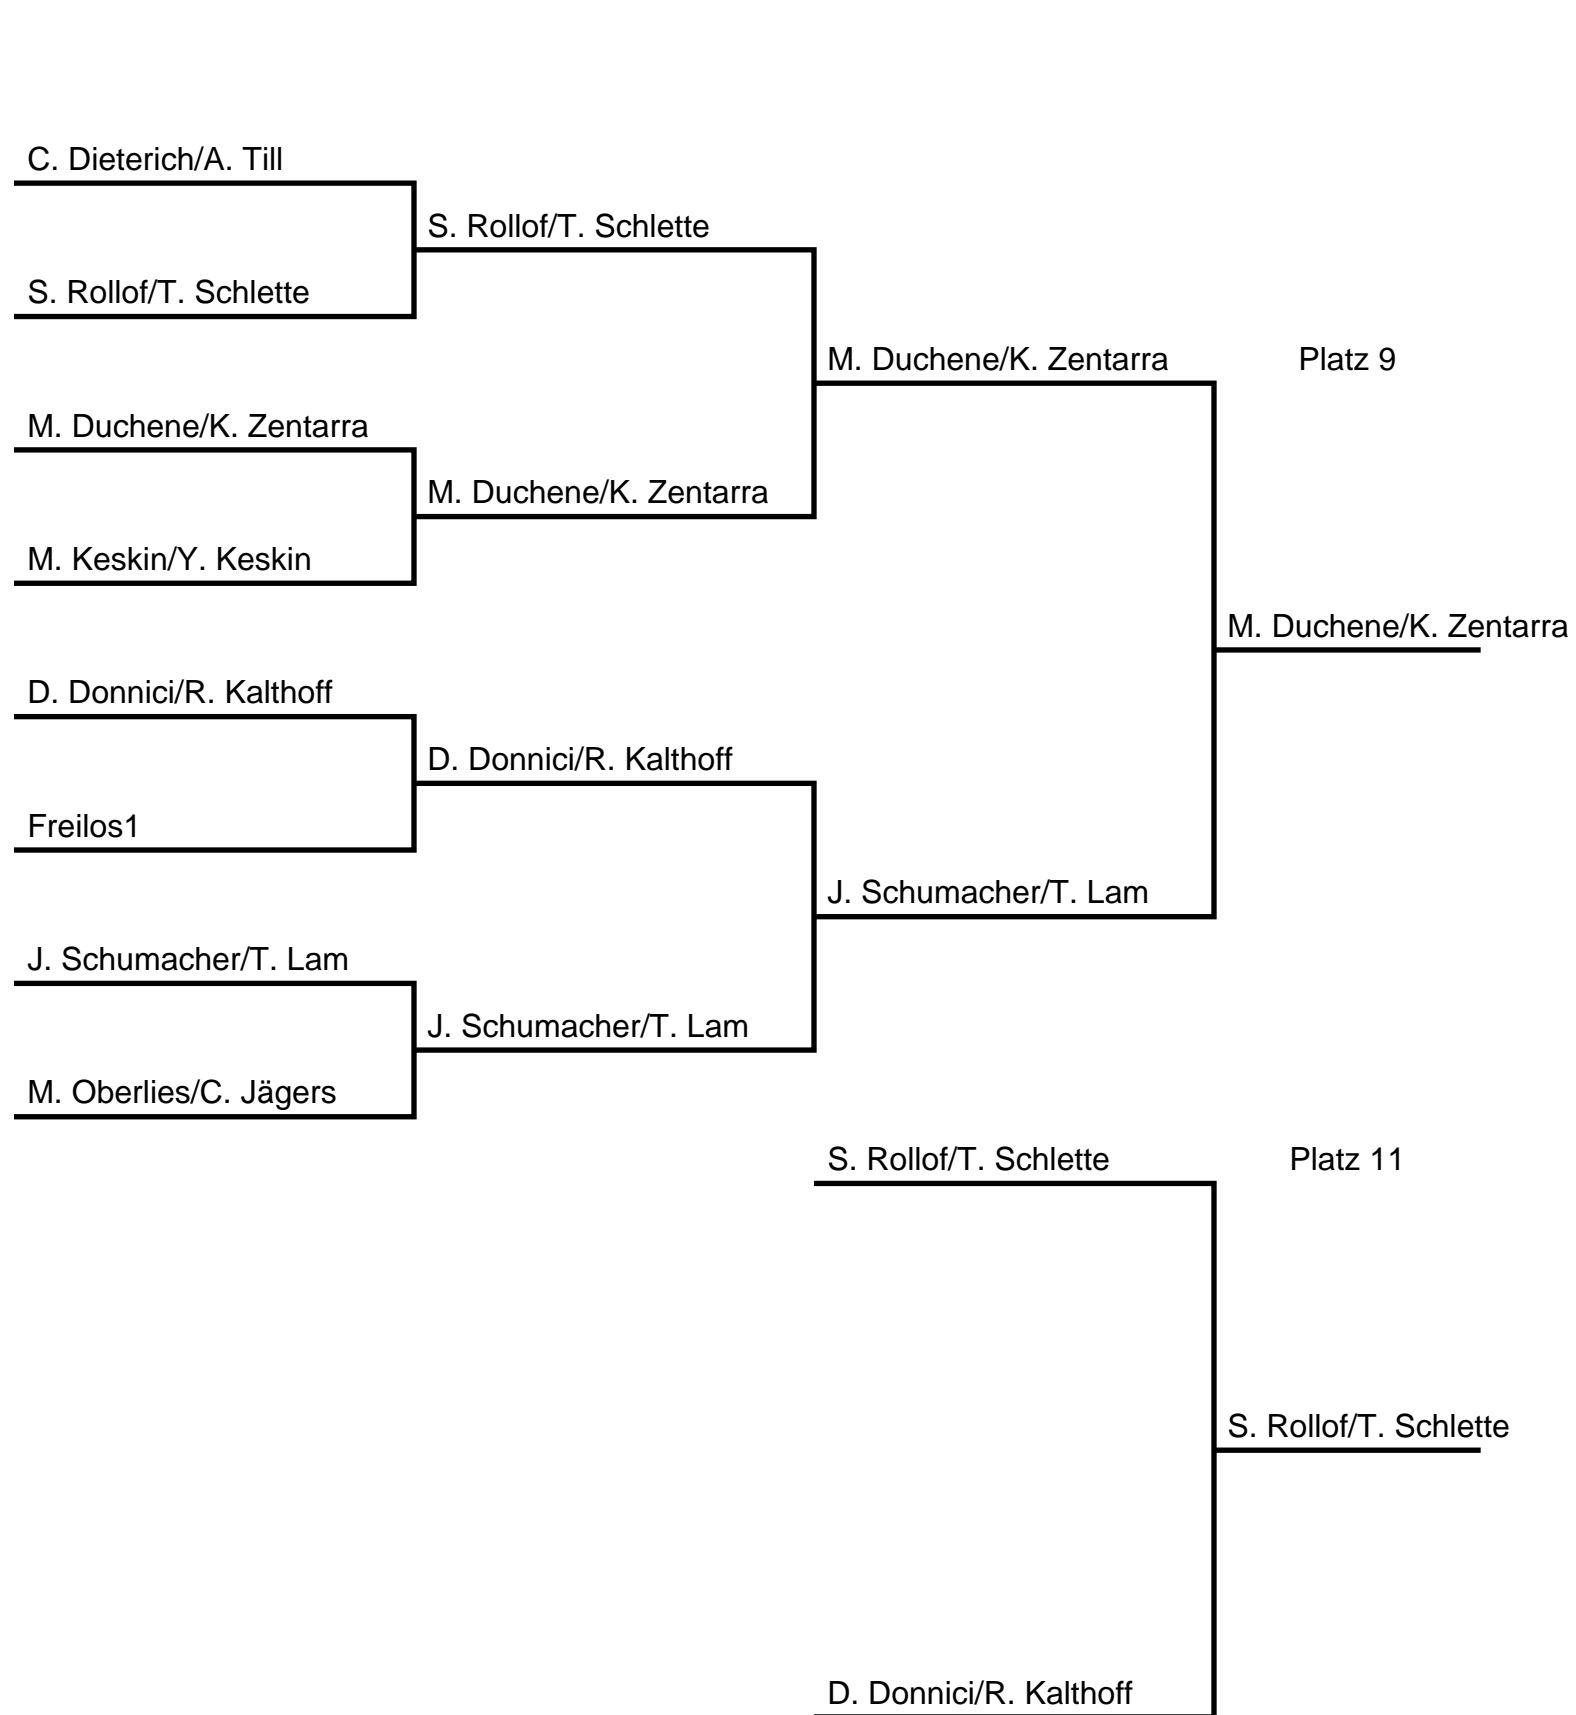 C. Dieterich/A. Till
S. Rollof/T. Schlette
S. Rollof/T. Schlette
M. Duchene/K. Zentarra
Platz 9
M. Duchene/K. Zentarra
M. Duchene/K. Zentarra
M. Keskin/Y. Keskin
M. Duchene/K. Zentarra
D. Donnici/R. Kalthoff
D. Donnici/R. Kalthoff
Freilos1
J. Schumacher/T. Lam
J. Schumacher/T. Lam
J. Schumacher/T. Lam
M. Oberlies/C. Jägers
S. Rollof/T. Schlette
Platz 11
S. Rollof/T. Schlette
D. Donnici/R. Kalthoff